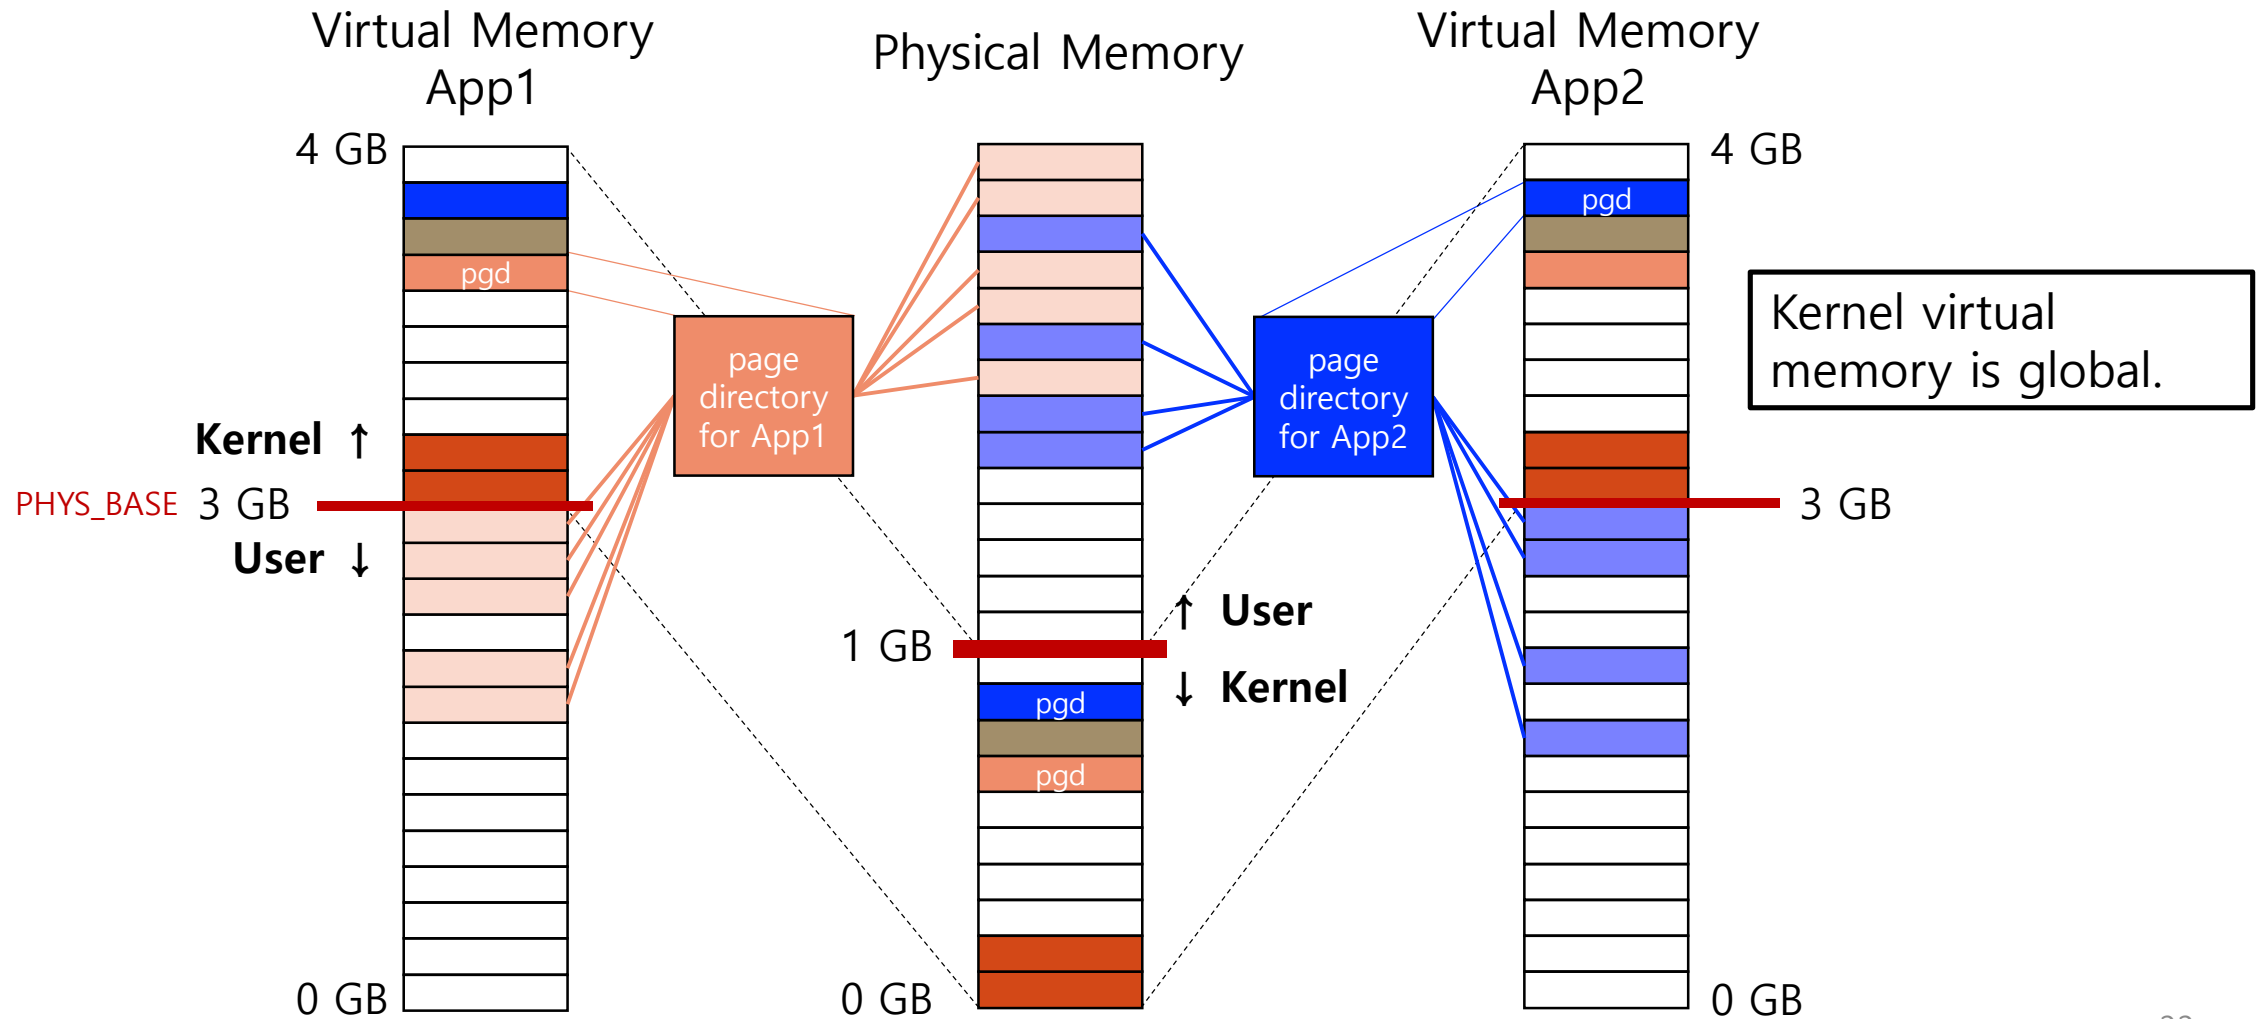 Virtual Memory
App1
Physical Memory
Virtual Memory
App2
4 GB
4 GB
pgd
pgd
Kernel virtual
memory is global.
page
directory
for App1
page
directory
for App2
Kernel ↑
PHYS_BASE 3 GB
3 GB
User ↓
↑ User
1 GB
↓ Kernel
pgd
pgd
0 GB
0 GB
0 GB